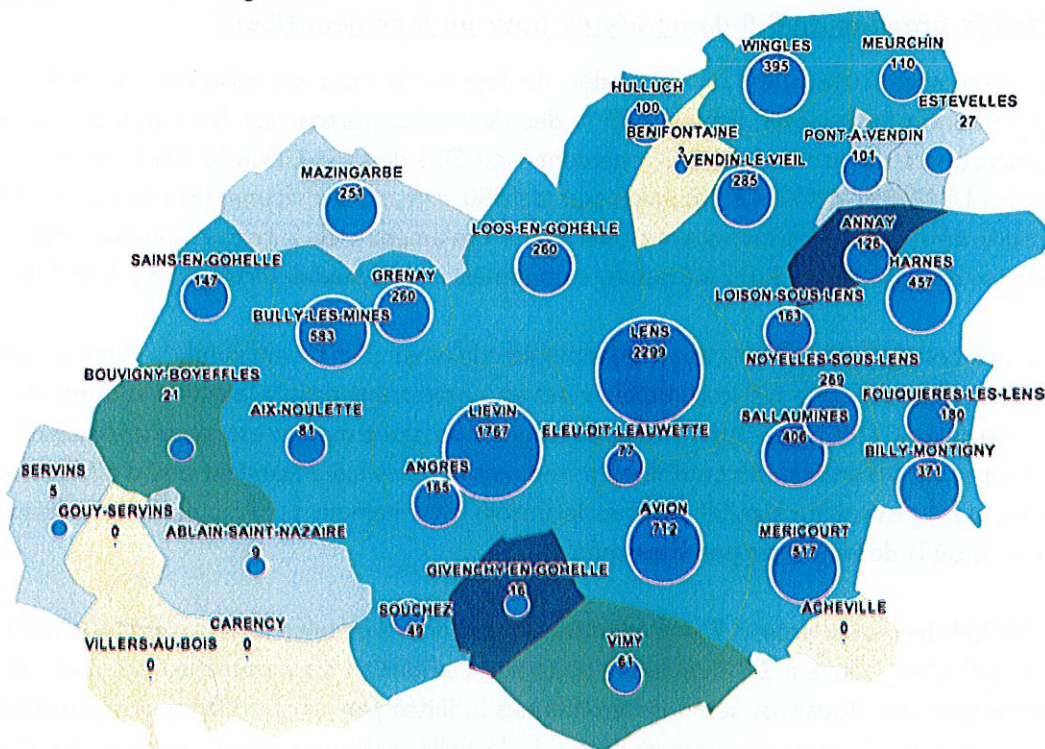 WINGLES
395
MEURCHIN
110
HULLUCH
100
ESTEVELLES
27
BENIFONTAINE
PONT-A-VENDIN
101
VENDIN-LE-VIEIL
285
MAZINGARBE
251
ANNAY
128
LOOS-EN-GOHELLE
260
SAINS-EN-GOHELLE
147
GRENAY
260
HARNES
457
LOISON-SOUS-LENS
163
BULLY-LES-MINES
583
LENS
2299
NOYELLES-SOUS-LENS
269
BOUVIGNY-BOYEFFLES
21
FOUQUIERES-LES-LENS
180
AIX-NOULETTE
81
LIEVIN
1767
ELEU-DIT-LEAUWETTE
77
SALLAUMINES
406
BILLY-MONTIGNY
371
SERVINS
5
ANGRES
165
GOUY-SERVINS
0
AVION
712
ABLAIN-SAINT-NAZAIRE
9
MERICOURT
517
GIVENCHY-EN-GOHELLE
16
SOUCHEZ
49
ACHEVILLE
0
CARENCY
0
VILLERS-AU-BOIS
0
VIMY
61